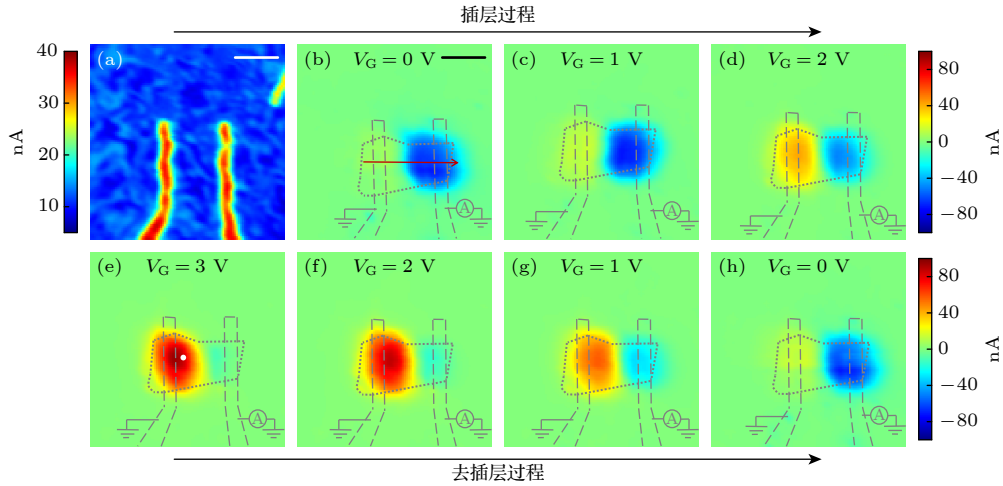 插层过程
(a)
(b) V_G = 0 V
(c) V_G = 1 V
(d) V_G = 2 V
40
30
20
10
nA
80
40
0
−40
−80
nA
A
A
A
(e) V_G = 3 V
(f) V_G = 2 V
(g) V_G = 1 V
(h) V_G = 0 V
80
40
0
−40
−80
nA
A
A
A
A
去插层过程